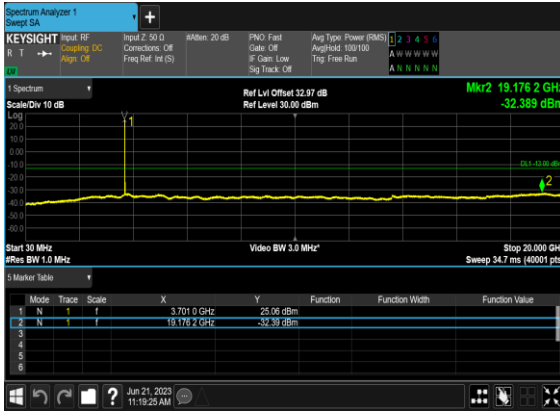 Spectrum Analyzer 1
Swept SA
+
KEYSIGHT Input: RF Input Z: 50 Ω #Atten: 20 dB PNO: Fast Avg Type: Power (RMS) 1 2 3 4 5 6
R T Coupling: DC Corrections: Off Gate: Off Avg|Hold: 100/100 A W W W W W
Align: Off Freq Ref: Int (S) IF Gain: Low Trig: Free Run
Sig Track: Off A N N N N N
LXI
1 Spectrum Ref Lvl Offset 32.97 dB Mkr2 19.176 2 GHz
Scale/Div 10 dB Ref Level 30.00 dBm -32.389 dBm
Log
1
20.0
10.0
0.00
-10.0
DL1 -13.00 dBm
-20.0
2
-30.0
-40.0
-50.0
-60.0
Start 30 MHz Video BW 3.0 MHz* Stop 20.000 GHz
#Res BW 1.0 MHz Sweep 34.7 ms (40001 pts)
5 Marker Table
Mode Trace Scale X Y Function Function Width Function Value
1 N 1 f 3.701 0 GHz 25.06 dBm
2 N 1 f 19.176 2 GHz -32.39 dBm
3
4
5
6
? Jun 21, 2023
11:19:25 AM